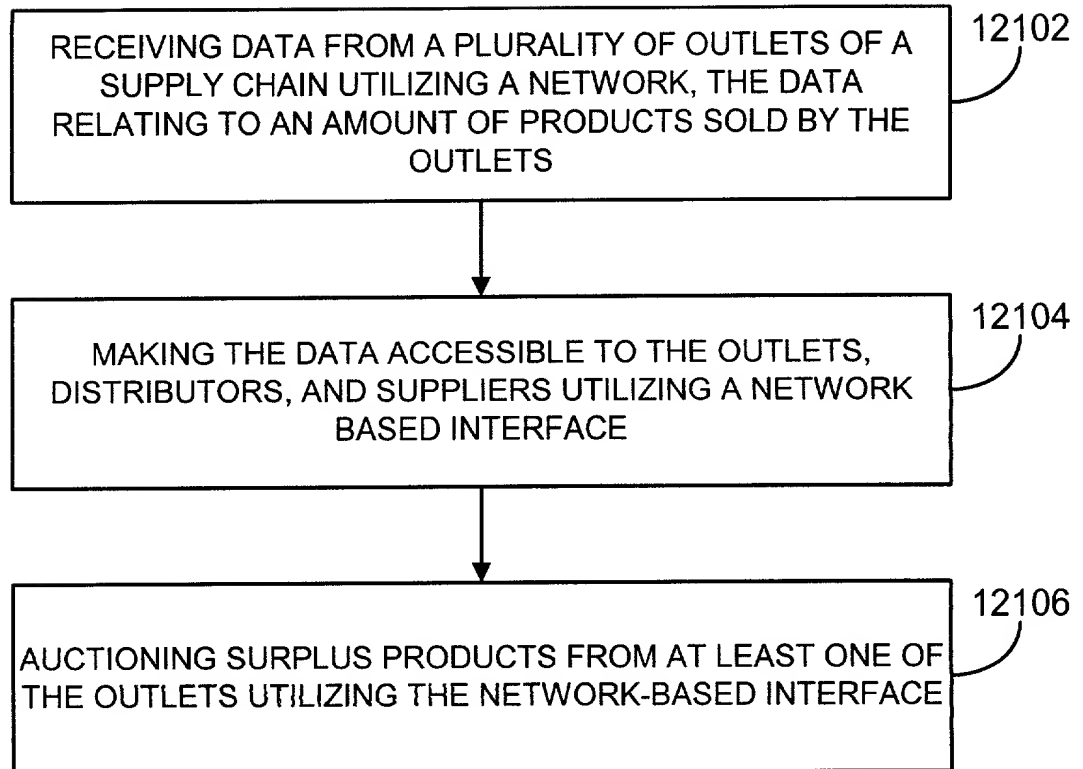 RECEIVING DATA FROM A PLURALITY OF OUTLETS OF A
SUPPLY CHAIN UTILIZING A NETWORK, THE DATA
RELATING TO AN AMOUNT OF PRODUCTS SOLD BY THE
OUTLETS
12102
MAKING THE DATA ACCESSIBLE TO THE OUTLETS,
DISTRIBUTORS, AND SUPPLIERS UTILIZING A NETWORK
BASED INTERFACE
12104
AUCTIONING SURPLUS PRODUCTS FROM AT LEAST ONE OF
THE OUTLETS UTILIZING THE NETWORK-BASED INTERFACE
12106